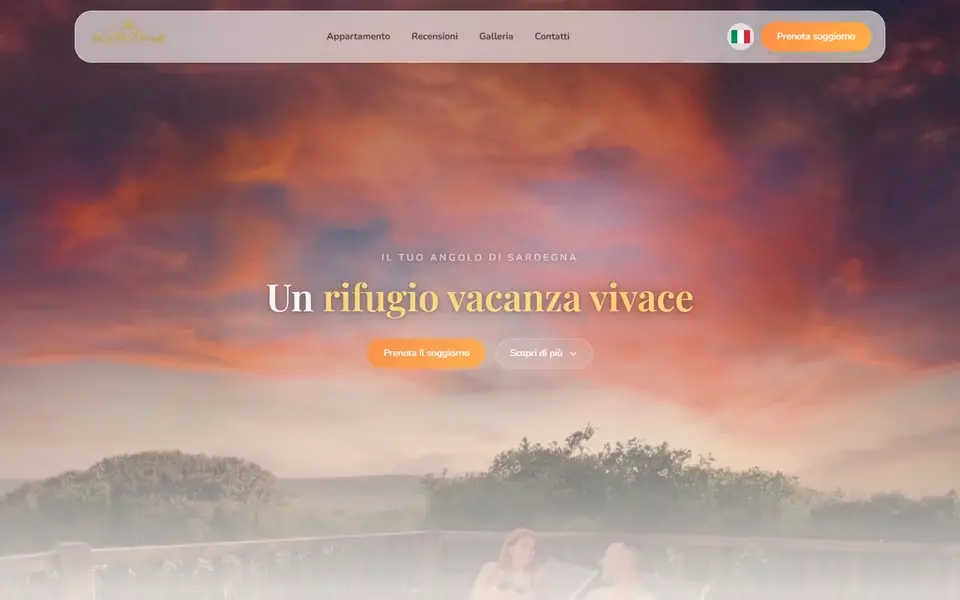 Appartamento Recensioni Galleria Contatti Prenota soggiorno
IL TUO ANGOLO DI SARDEGNA
Un rifugio vacanza vivace
Prenota il soggiorno Scopri di più